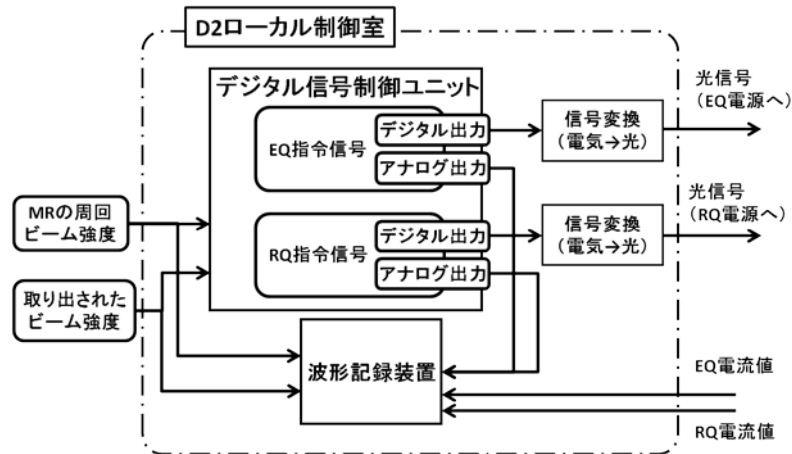 D2ローカル制御室
デジタル信号制御ユニット
EQ指令信号
デジタル出力
アナログ出力
信号変換
(電気→光)
光信号
(EQ電源へ)
MRの周回
ビーム強度
RQ指令信号
デジタル出力
アナログ出力
信号変換
(電気→光)
光信号
(RQ電源へ)
取り出された
ビーム強度
波形記録装置
EQ電流値
RQ電流値